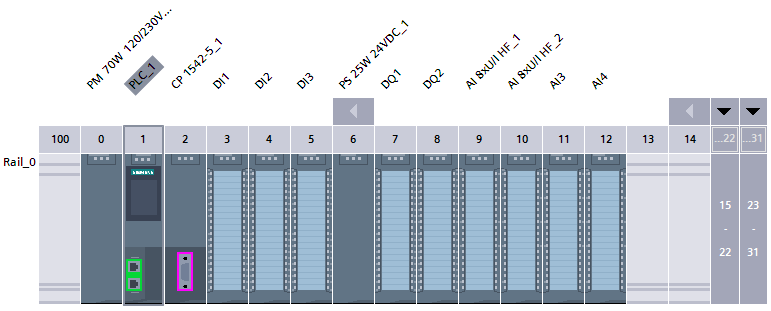 PM 70W 120/230V...
PLC_1
CP 1542-5_1
DI1
DI2
DI3
PS 25W 24VDC_1
DQ1
DQ2
AI 8xU/I HF_1
AI 8xU/I HF_2
AI3
AI4
100 0 1 2 3 4 5 6 7 8 9 10 11 12 13 14 ...22 ...31
Rail_0
SIEMENS
15 23
- -
22 31